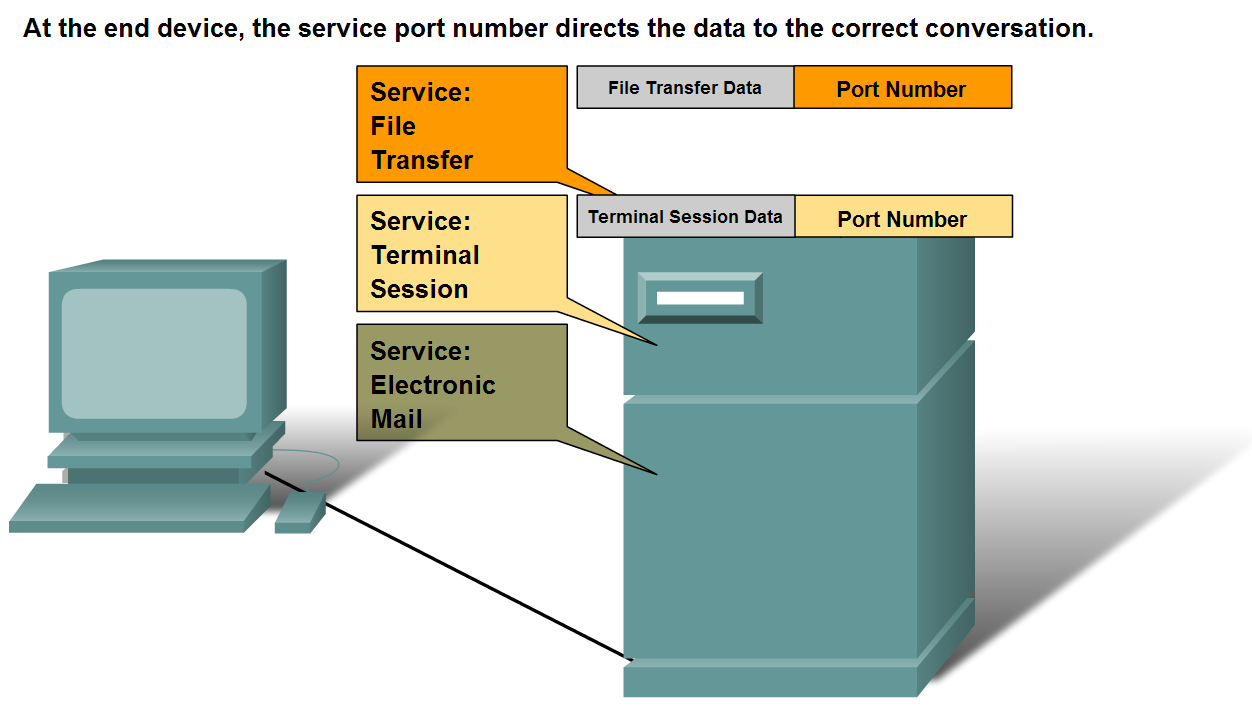 At the end device, the service port number directs the data to the correct conversation.
Service:
File
Transfer
File Transfer Data
Port Number
Service:
Terminal
Session
Terminal Session Data
Port Number
Service:
Electronic
Mail